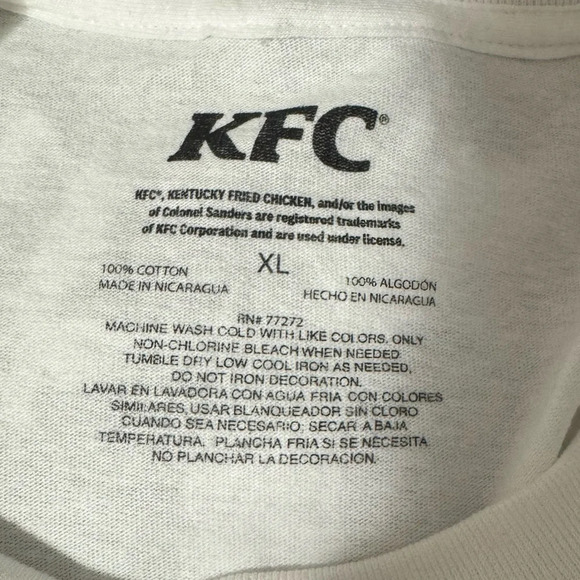 KFC®
KFC®, KENTUCKY FRIED CHICKEN, and/or the images
of Colonel Sanders are registered trademarks
of KFC Corporation and are used under license.
XL
100% COTTON
MADE IN NICARAGUA
100% ALGODÓN
HECHO EN NICARAGUA
RN# 77272
MACHINE WASH COLD WITH LIKE COLORS. ONLY
NON-CHLORINE BLEACH WHEN NEEDED
TUMBLE DRY LOW COOL IRON AS NEEDED,
DO NOT IRON DECORATION.
LAVAR EN LAVADORA CON AGUA FRIA CON COLORES
SIMILARES, USAR BLANQUEADOR SIN CLORO
CUANDO SEA NECESARIO; SECAR A BAJA
TEMPERATURA. PLANCHA FRIA SI SE NECESITA
NO PLANCHAR LA DECORACION.